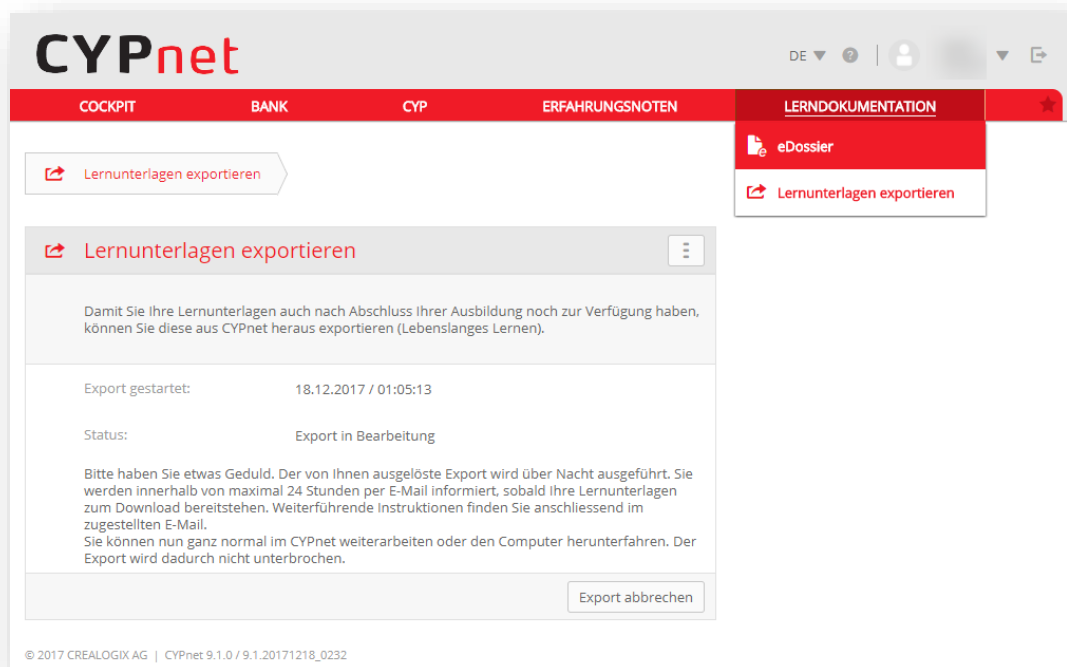 CYPnet
DE
COCKPIT BANK CYP ERFAHRUNGSNOTEN LERNDOKUMENTATION
eDossier
Lernunterlagen exportieren
Lernunterlagen exportieren
Lernunterlagen exportieren
Damit Sie Ihre Lernunterlagen auch nach Abschluss Ihrer Ausbildung noch zur Verfügung haben,
können Sie diese aus CYPnet heraus exportieren (Lebenslanges Lernen).
Export gestartet: 18.12.2017 / 01:05:13
Status: Export in Bearbeitung
Bitte haben Sie etwas Geduld. Der von Ihnen ausgelöste Export wird über Nacht ausgeführt. Sie
werden innerhalb von maximal 24 Stunden per E-Mail informiert, sobald Ihre Lernunterlagen
zum Download bereitstehen. Weiterführende Instruktionen finden Sie anschliessend im
zugestellten E-Mail.
Sie können nun ganz normal im CYPnet weiterarbeiten oder den Computer herunterfahren. Der
Export wird dadurch nicht unterbrochen.
Export abbrechen
© 2017 CREALOGIX AG | CYPnet 9.1.0 / 9.1.20171218_0232